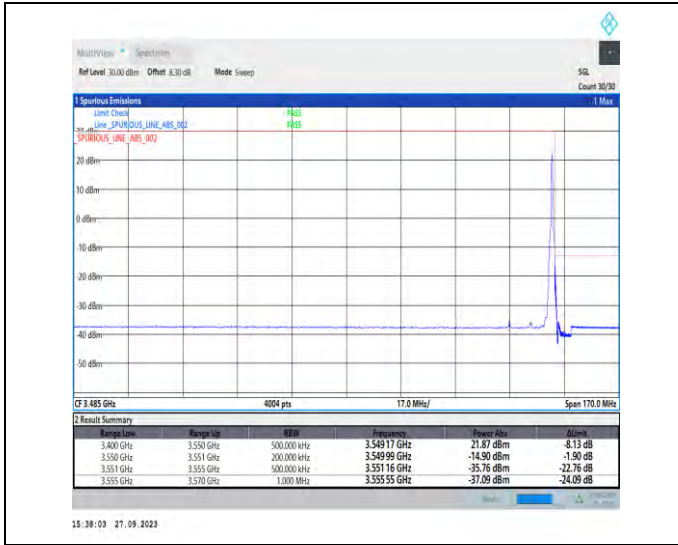 MultiView Spectrum
Ref Level 30.00 dBm Offset 8.30 dB Mode Sweep SGL
Count 30/30
1 Spurious Emissions 1 Max
Limit Check PASS
Line _SPURIOUS_LINE_ABS_002 PASS
30 dBm
_SPURIOUS_LINE_ABS_002
20 dBm
10 dBm
0 dBm
-10 dBm
-20 dBm
-30 dBm
-40 dBm
-50 dBm
CF 3.485 GHz 4004 pts 17.0 MHz/ Span 170.0 MHz
2 Result Summary
Range Low Range Up RBW Frequency Power Abs ΔLimit
3.400 GHz 3.550 GHz 500.000 kHz 3.549 17 GHz 21.87 dBm -8.13 dB
3.550 GHz 3.551 GHz 200.000 kHz 3.549 99 GHz -14.90 dBm -1.90 dB
3.551 GHz 3.555 GHz 500.000 kHz 3.551 16 GHz -35.76 dBm -22.76 dB
3.555 GHz 3.570 GHz 1.000 MHz 3.555 55 GHz -37.09 dBm -24.09 dB
15:38:03 27.09.2023